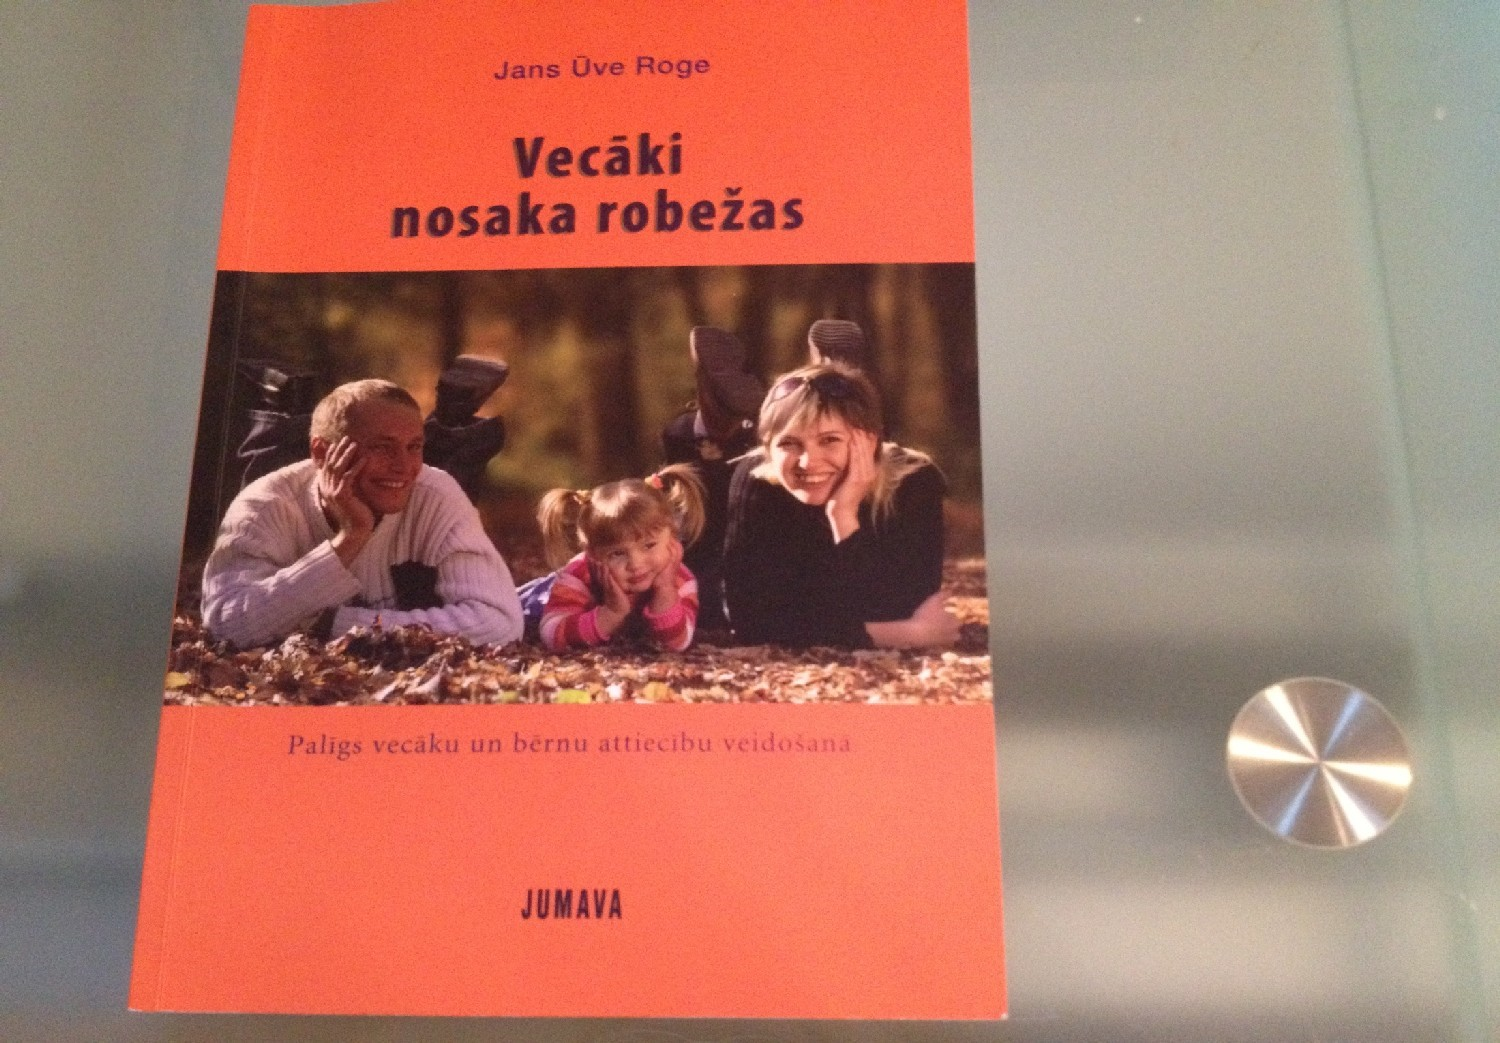 Jans Ūve Roge
Vecāki
nosaka robežas
Palīgs vecāku un bērnu attiecību veidošanā
JUMAVA